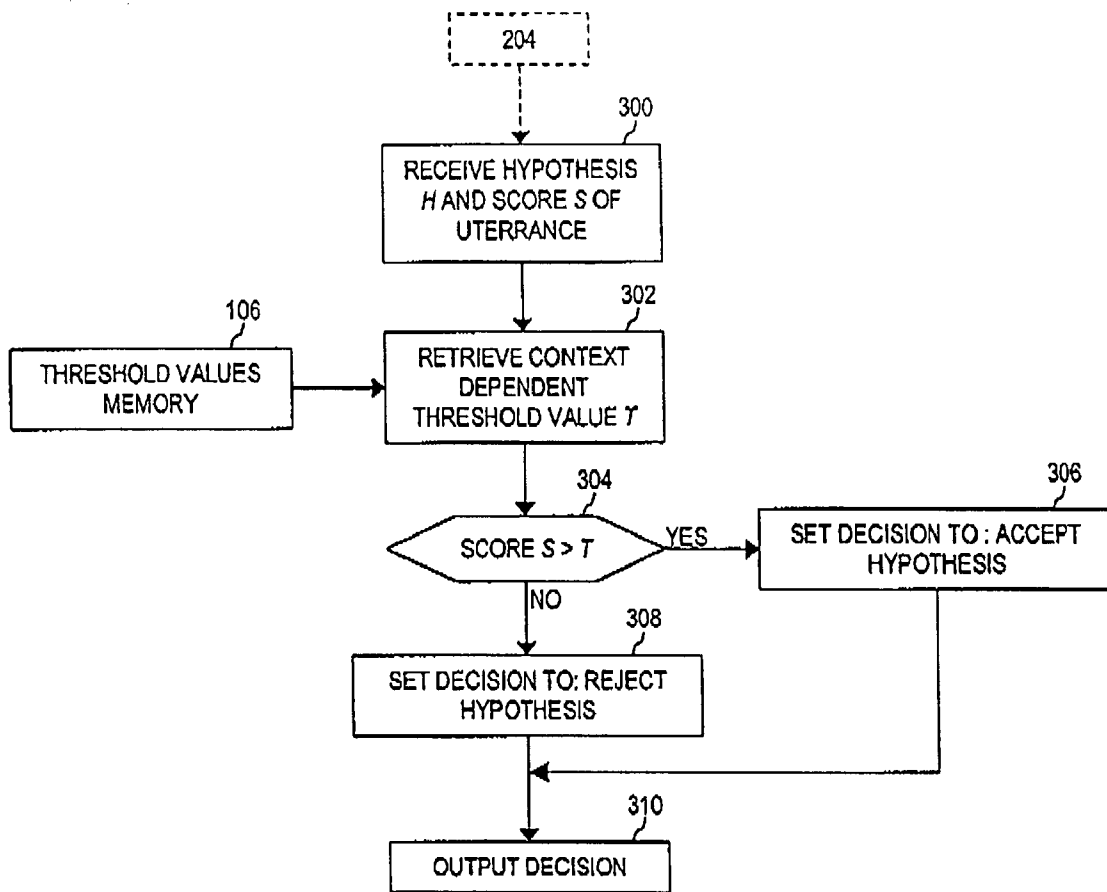 204
300
RECEIVE HYPOTHESIS
H AND SCORE S OF
UTERRANCE
302
106
RETRIEVE CONTEXT
DEPENDENT
THRESHOLD VALUE T
THRESHOLD VALUES
MEMORY
304
306
SCORE S > T
YES
SET DECISION TO : ACCEPT
HYPOTHESIS
NO
308
SET DECISION TO: REJECT
HYPOTHESIS
310
OUTPUT DECISION